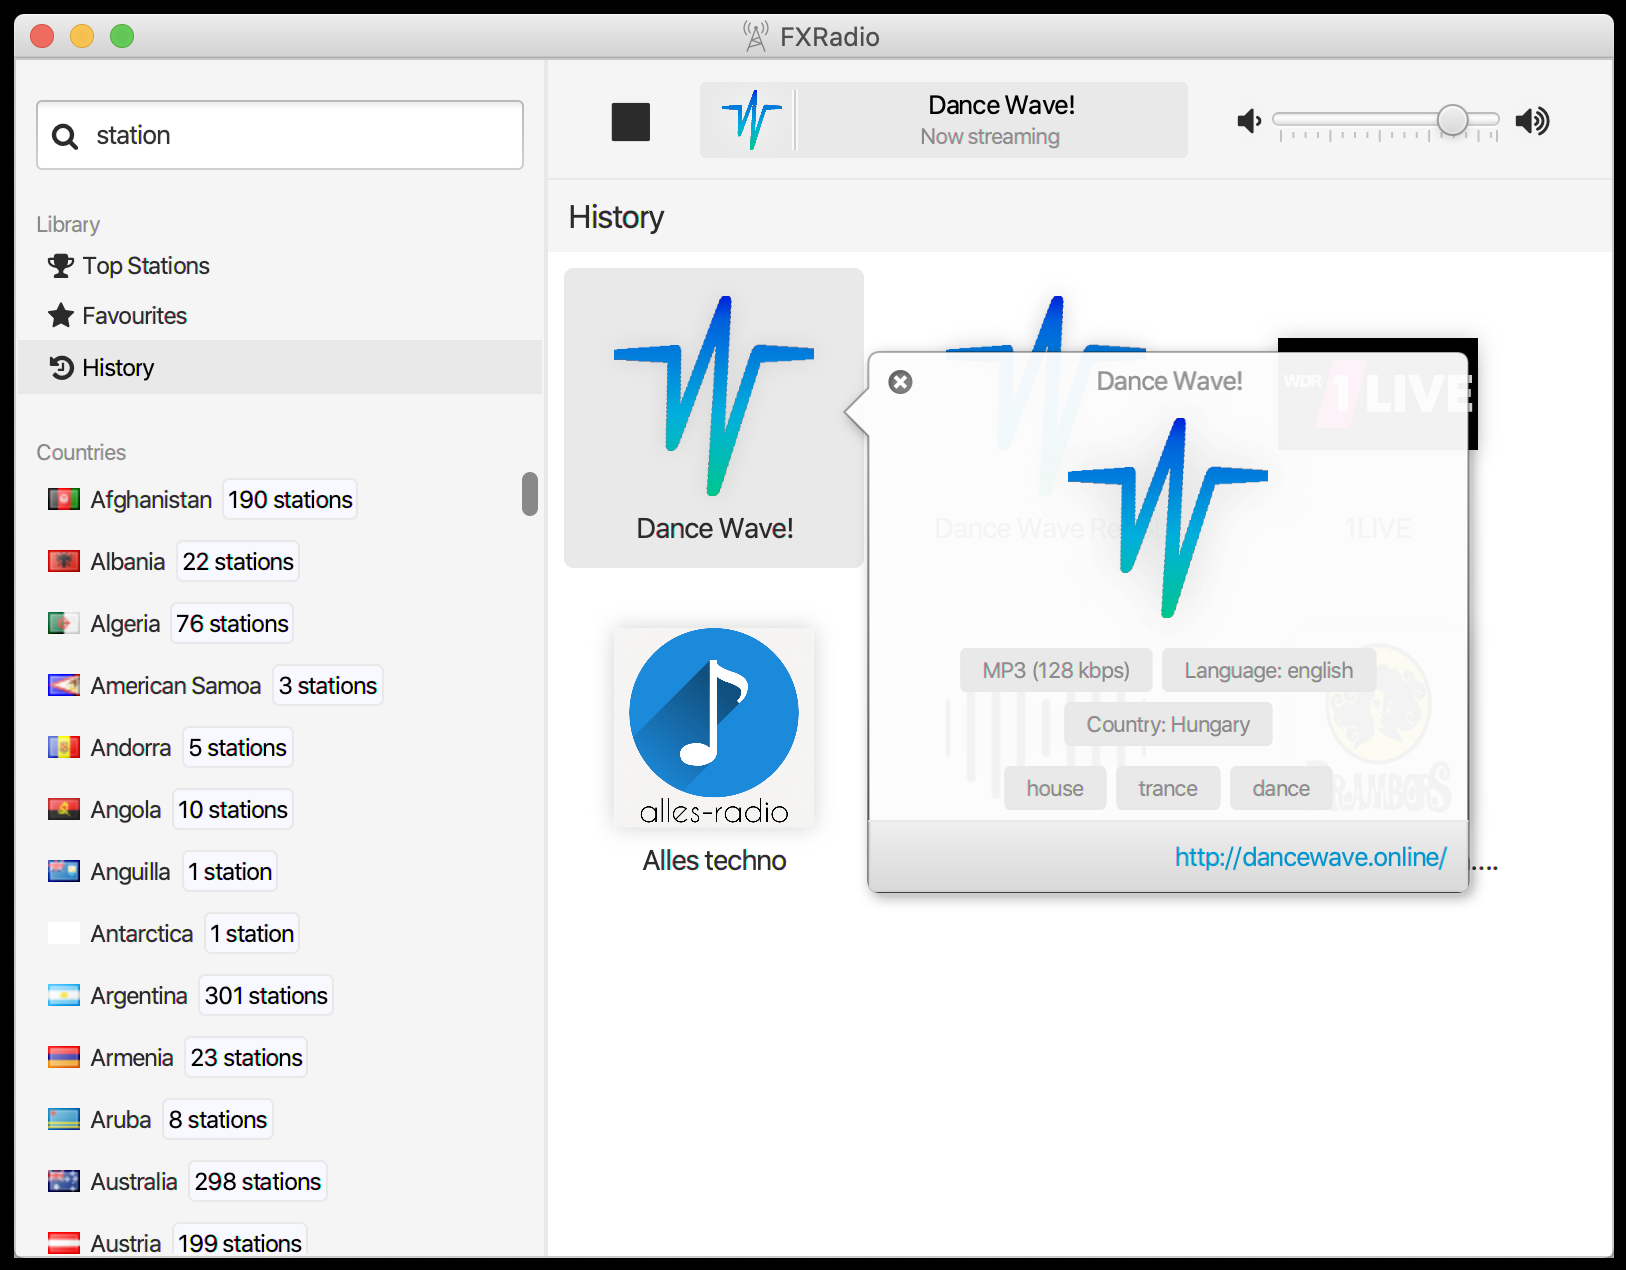 FXRadio
station
Library
Top Stations
Favourites
History
Countries
Afghanistan 190 stations
Albania 22 stations
Algeria 76 stations
American Samoa 3 stations
Andorra 5 stations
Angola 10 stations
Anguilla 1 station
Antarctica 1 station
Argentina 301 stations
Armenia 23 stations
Aruba 8 stations
Australia 298 stations
Austria 199 stations
Dance Wave!
Now streaming
History
Dance Wave!
Dance Wave
WDR 1LIVE
1LIVE
alles-radio
Alles techno
Dance Wave!
MP3 (128 kbps)
Language: english
Country: Hungary
house
trance
dance
http://dancewave.online/